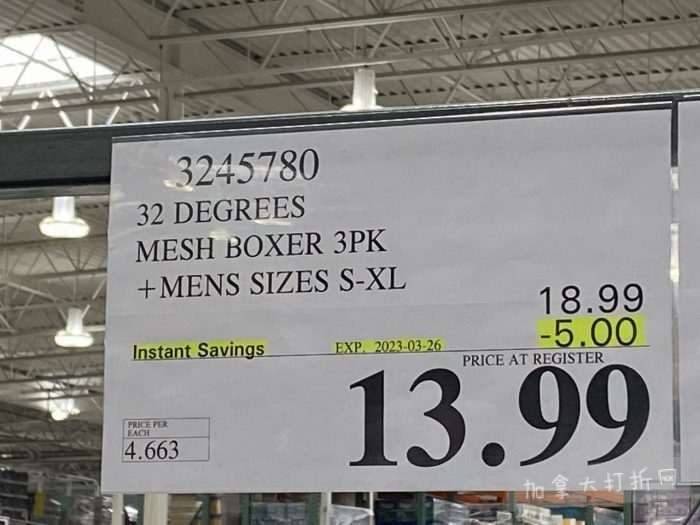 3245780
32 DEGREES
MESH BOXER 3PK
+MENS SIZES S-XL
18.99
-5.00
Instant Savings EXP. 2023-03-26
PRICE AT REGISTER
13.99
PRICE PER
EACH
4.663
加拿大打折网